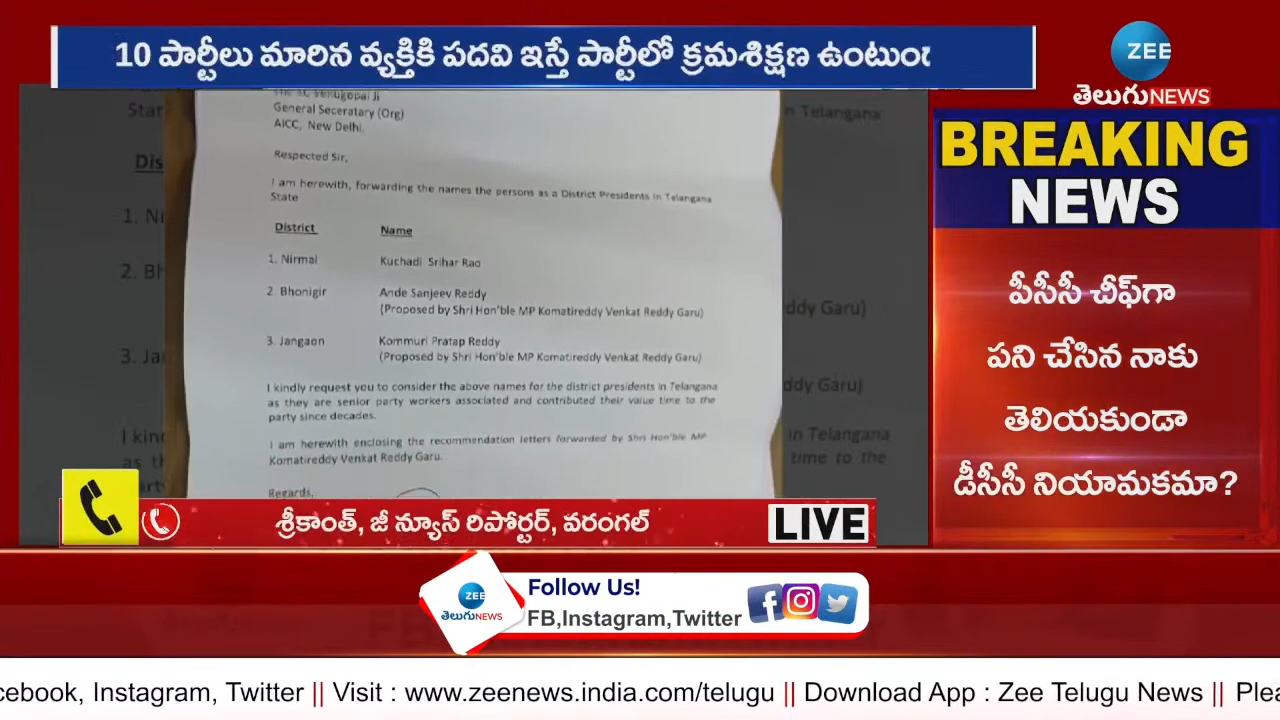 10 పార్టీలు మారిన వ్యక్తికి పదవి ఇస్తే పార్టీలో క్రమశిక్షణ
ZEE
తెలుగు NEWS
BREAKING
NEWS
పీసీసీ చీఫ్‌గా
పని చేసిన నాకు
తెలియకుండా
డీసీసీ నియామకమా?
General Seceratary (Org)
AICC, New Delhi.
Respected Sir,
I am herewith, forwarding the names the persons as a District Presidents in Telangana
State
District Name
1. Nirmal Kuchadi Srihar Rao
2. Bhonigir Ande Sanjeev Reddy
(Proposed by Shri Hon'ble MP Komatireddy Venkat Reddy Garu)
3. Jangaon Kommuri Pratap Reddy
(Proposed by Shri Hon'ble MP Komatireddy Venkat Reddy Garu)
I kindly request you to consider the above names for the district presidents in Telangana
as they are senior party workers associated and contributed their value time to the
party since decades.
I am herewith enclosing the recommendation letters forwarded by Shri Hon'ble MP
Komatireddy Venkat Reddy Garu.
Regards,
శ్రీకాంత్, జీ న్యూస్ రిపోర్టర్, వరంగల్
LIVE
ZEE
తెలుగు NEWS
Follow Us!
FB,Instagram,Twitter
Instagram, Twitter || Visit : www.zeenews.india.com/telugu || Download App : Zee Telugu News ||